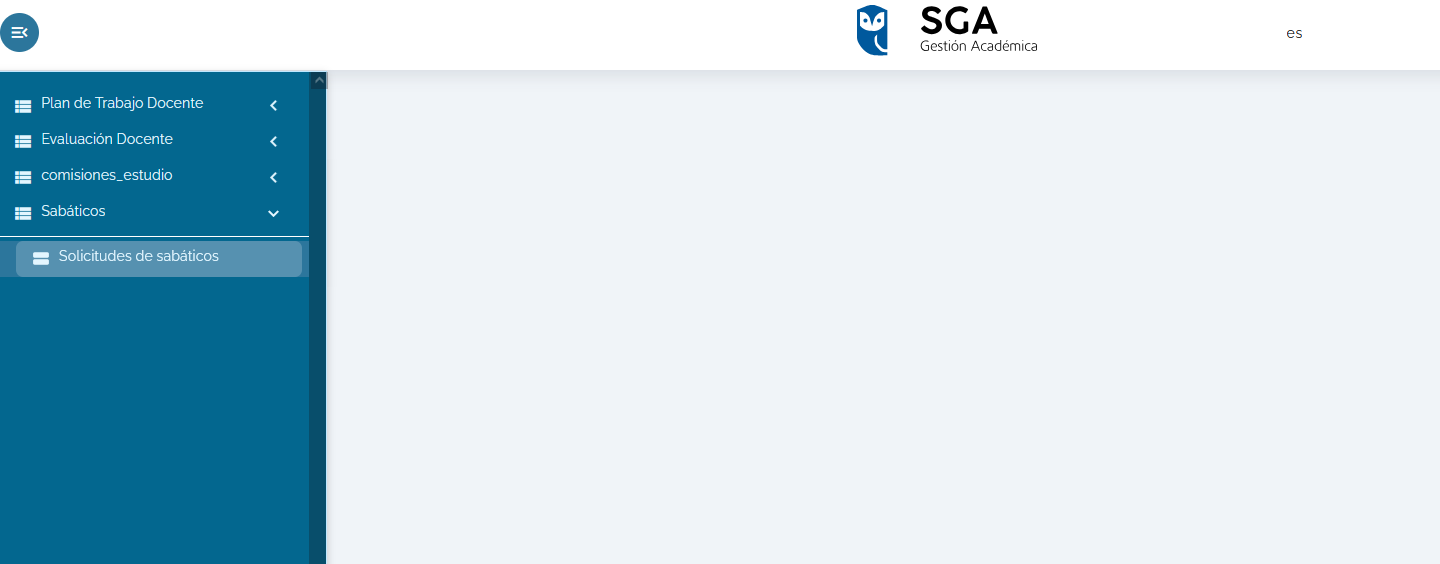 SGA
Gestión Académica
es
Plan de Trabajo Docente
Evaluación Docente
comisiones_estudio
Sabáticos
Solicitudes de sabáticos